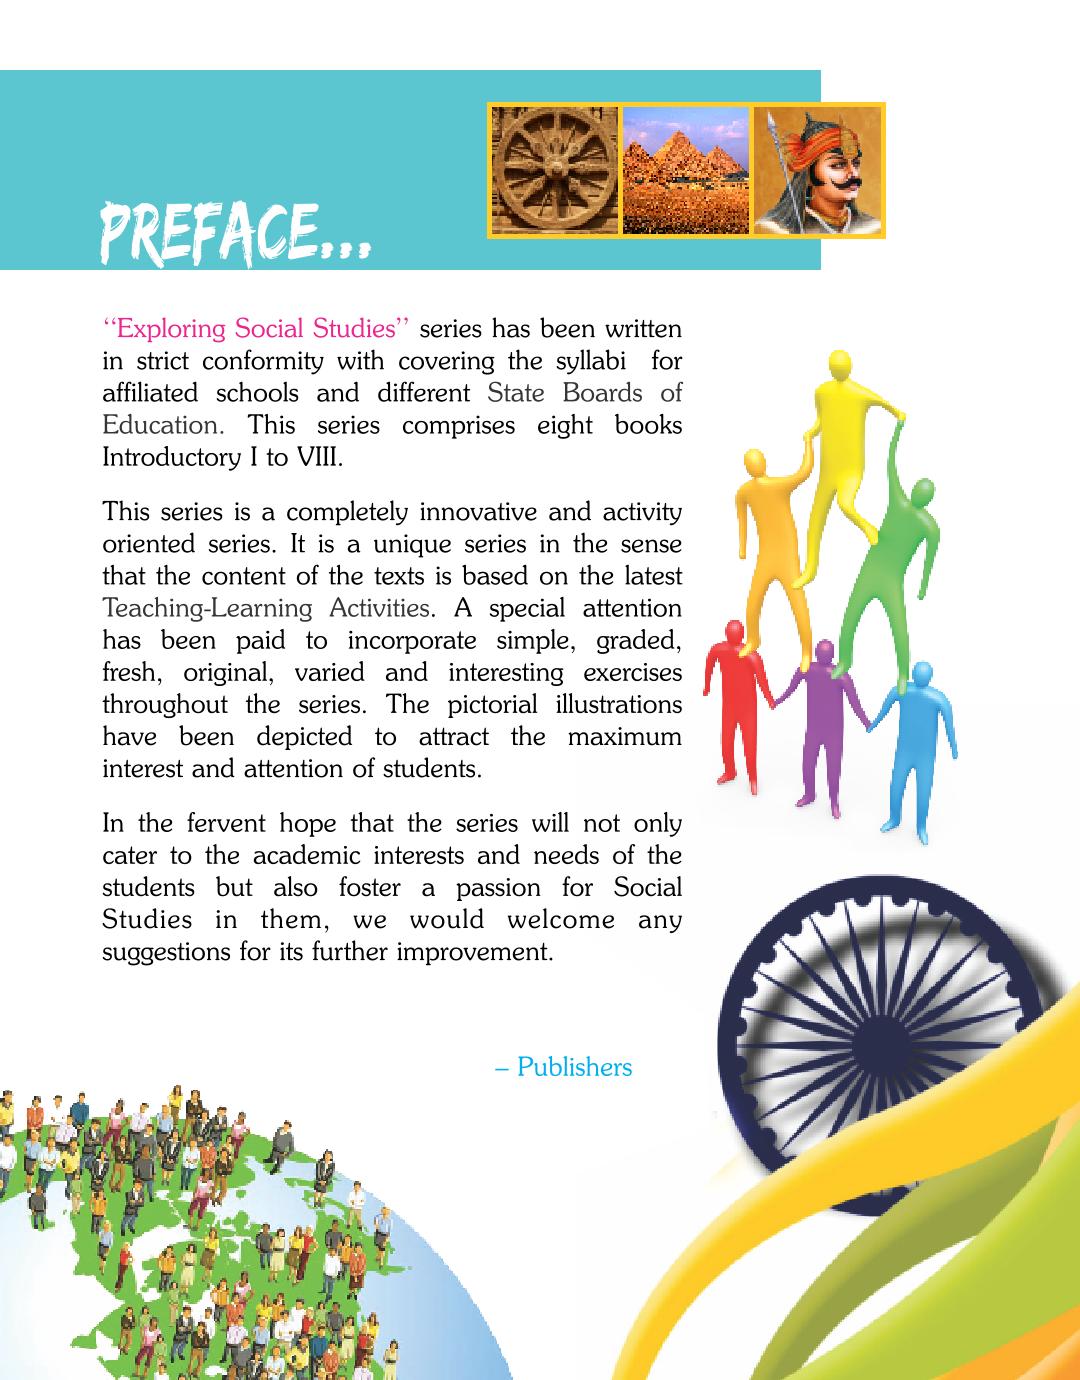 PREFACE...
“Exploring Social Studies” series has been written
in strict conformity with covering the syllabi for
affiliated schools and different State Boards of
Education. This series comprises eight books
Introductory I to VIII.
This series is a completely innovative and activity
oriented series. It is a unique series in the sense
that the content of the texts is based on the latest
Teaching-Learning Activities. A special attention
has been paid to incorporate simple, graded,
fresh, original, varied and interesting exercises
throughout the series. The pictorial illustrations
have been depicted to attract the maximum
interest and attention of students.
In the fervent hope that the series will not only
cater to the academic interests and needs of the
students but also foster a passion for Social
Studies in them, we would welcome any
suggestions for its further improvement.
– Publishers